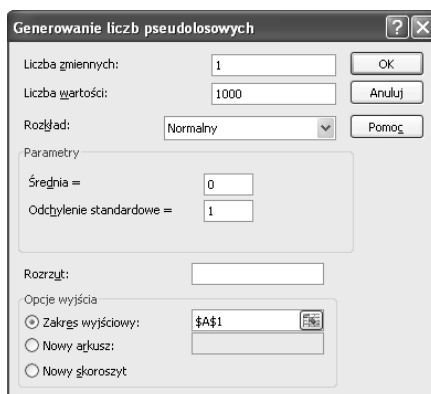 Generowanie liczb pseudolosowych
Liczba zmiennych: 1 OK
Liczba wartości: 1000 Anuluj
Rozkład: Normalny Pomoc
Parametry
Średnia = 0
Odchylenie standardowe = 1
Rozrzut:
Opcje wyjścia
Zakres wyjściowy: $A$1
Nowy arkusz:
Nowy skoroszyt